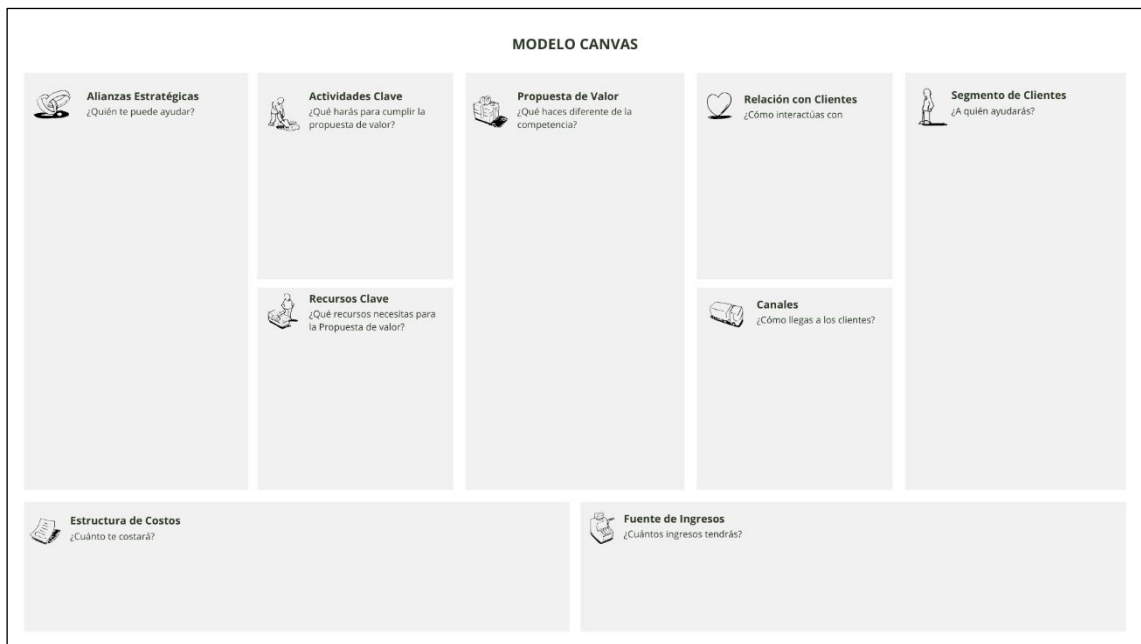 MODELO CANVAS
Alianzas Estratégicas
¿Quién te puede ayudar?
Actividades Clave
¿Qué harás para cumplir la
propuesta de valor?
Recursos Clave
¿Qué recursos necesitas para
la Propuesta de valor?
Propuesta de Valor
¿Qué haces diferente de la
competencia?
Relación con Clientes
¿Cómo interactúas con
Canales
¿Cómo llegas a los clientes?
Segmento de Clientes
¿A quién ayudarás?
Estructura de Costos
¿Cuánto te costará?
Fuente de Ingresos
¿Cuántos ingresos tendrás?